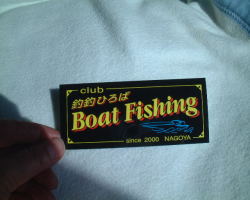 club
釣釣ひろば
Boat Fishing
since 2000 NAGOYA